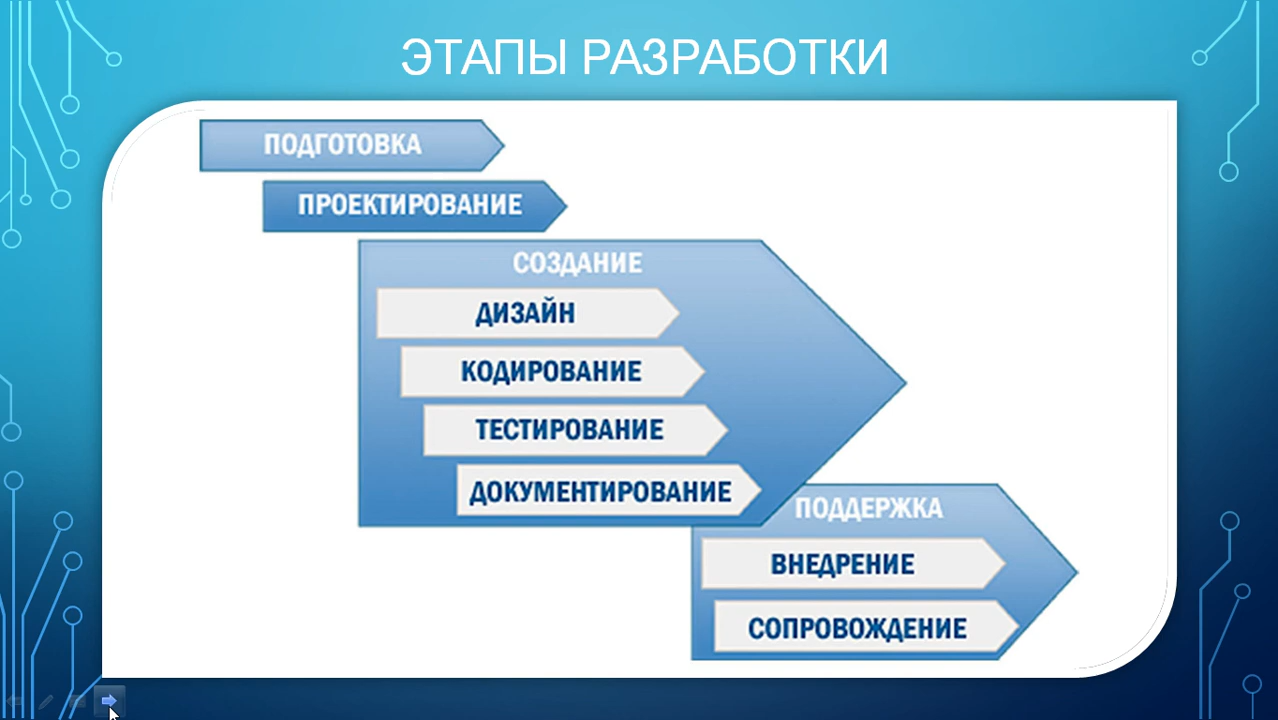 ЭТАПЫ РАЗРАБОТКИ
ПОДГОТОВКА
ПРОЕКТИРОВАНИЕ
СОЗДАНИЕ
ДИЗАЙН
КОДИРОВАНИЕ
ТЕСТИРОВАНИЕ
ДОКУМЕНТИРОВАНИЕ
ПОДДЕРЖКА
ВНЕДРЕНИЕ
СОПРОВОЖДЕНИЕ